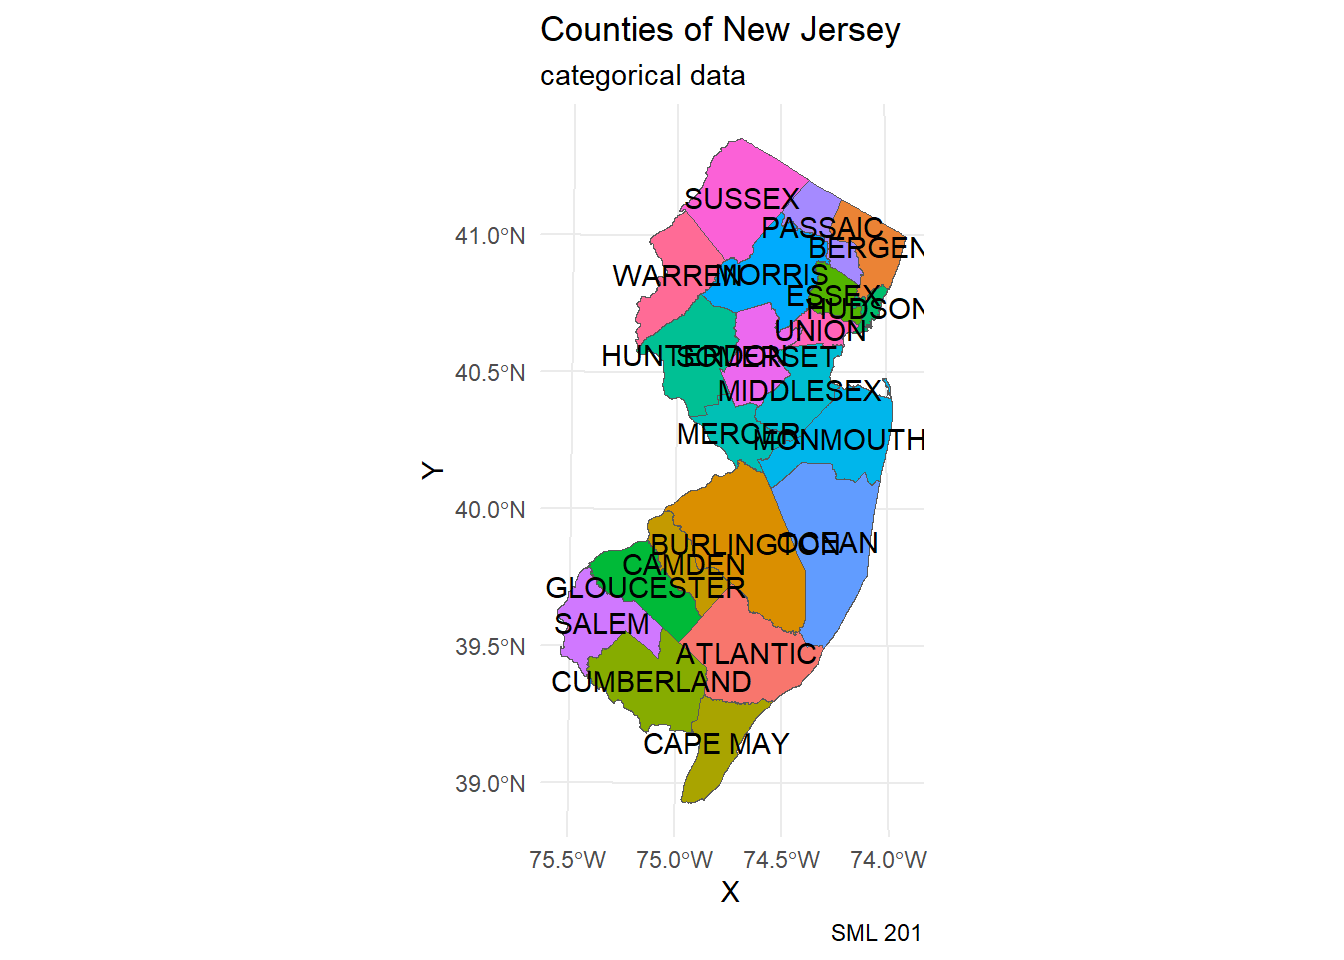 Counties of New Jersey
categorical data
SUSSEX
PASSAIC
41.0°N
BERGEN
WARREN
MORRIS
ESSEX
HUDSON
UNION
HUNTERDON
SOMERSET
40.5°N
MIDDLESEX
MERCER
MONMOUTH
Y
40.0°N
BURLINGTON
OCEAN
CAMDEN
GLOUCESTER
SALEM
39.5°N
ATLANTIC
CUMBERLAND
CAPE MAY
39.0°N
75.5°W 75.0°W 74.5°W 74.0°W
X
SML 201